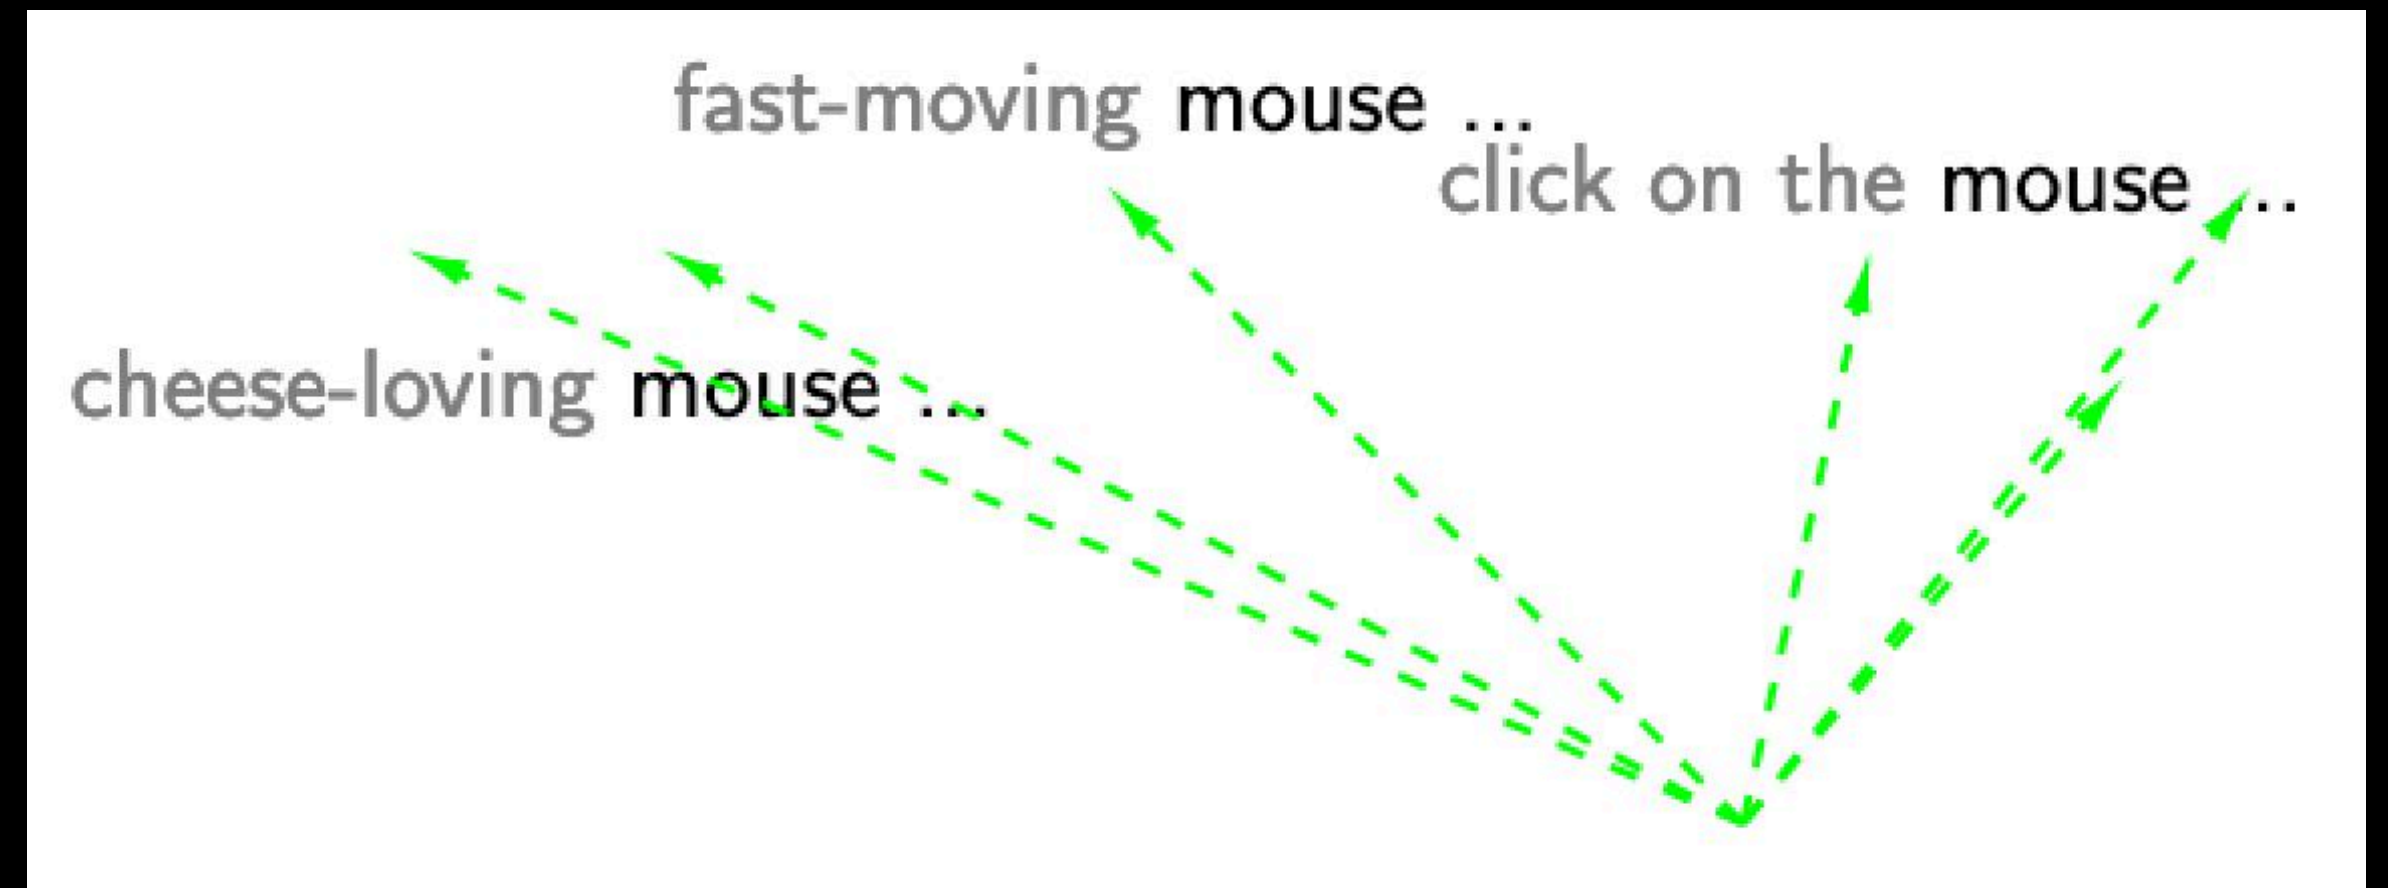 fast-moving mouse ...
click on the mouse ...
cheese-loving mouse ...